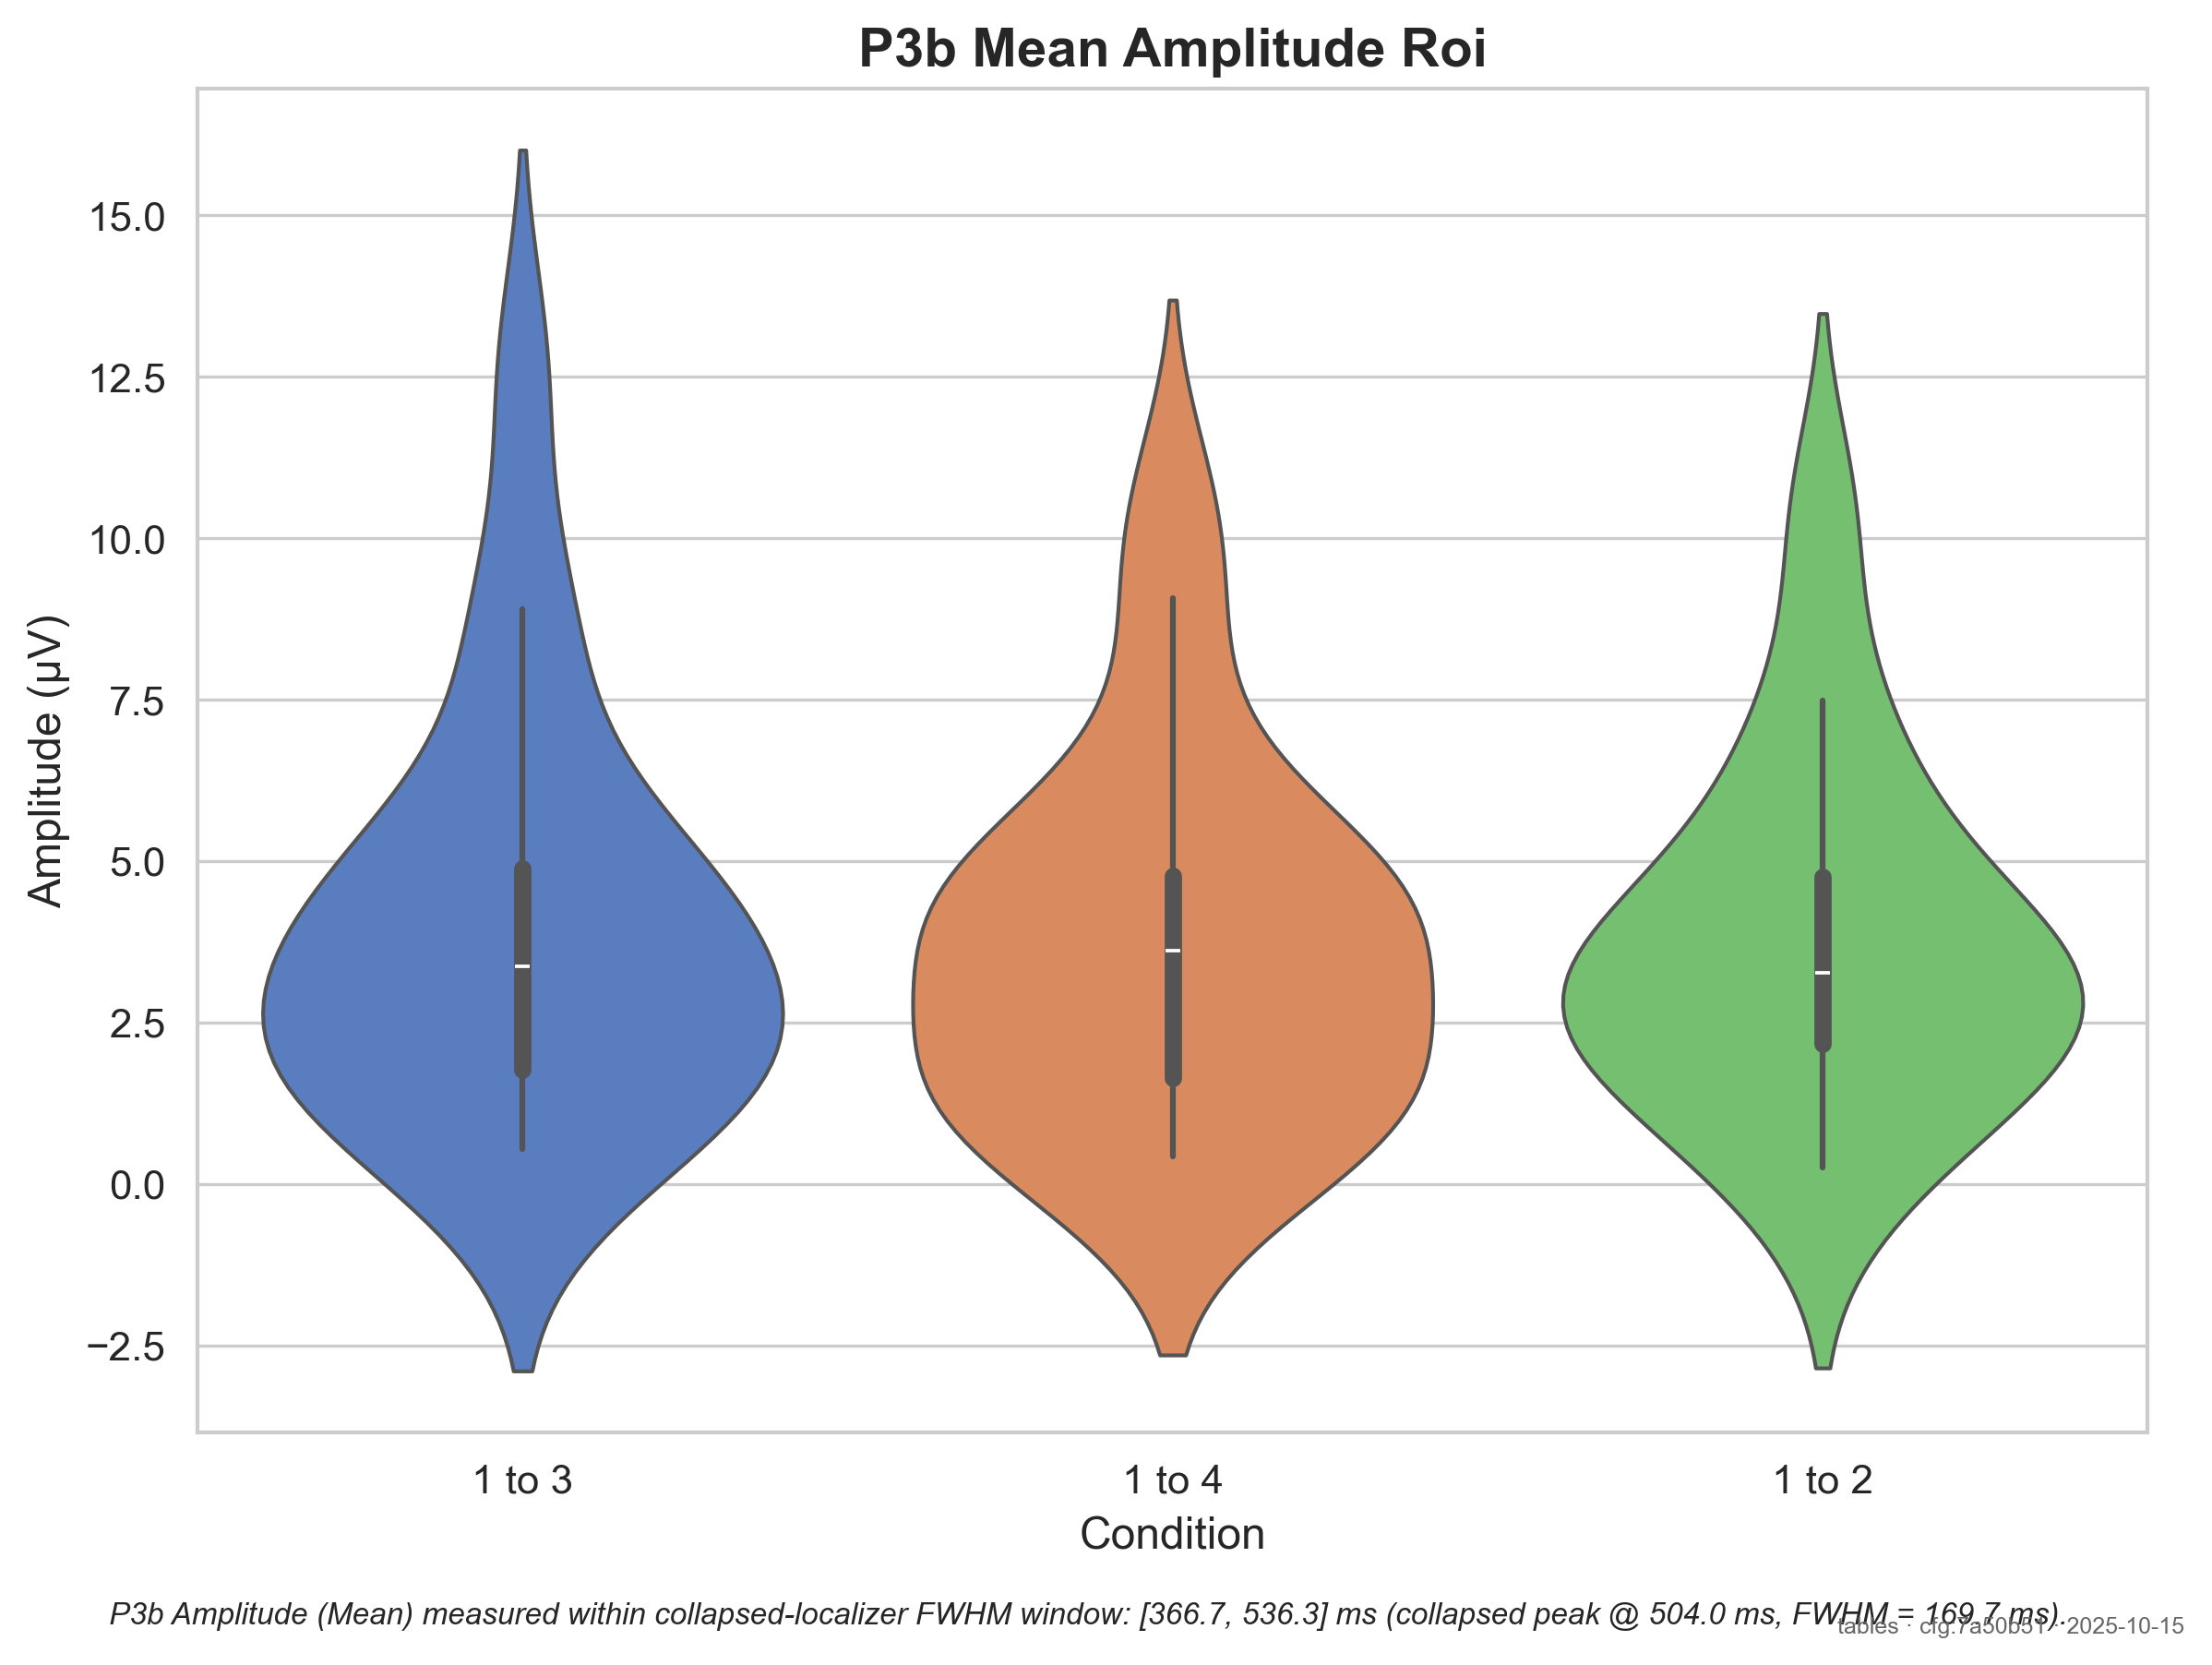 P3b Mean Amplitude Roi
Amplitude (µV)
15.0
12.5
10.0
7.5
5.0
2.5
0.0
−2.5
1 to 3
1 to 4
1 to 2
Condition
P3b Amplitude (Mean) measured within collapsed-localizer FWHM window: [366.7, 536.3] ms (collapsed peak @ 504.0 ms, FWHM = 169.7 ms).
tables · cfg:7a50b51 · 2025-10-15